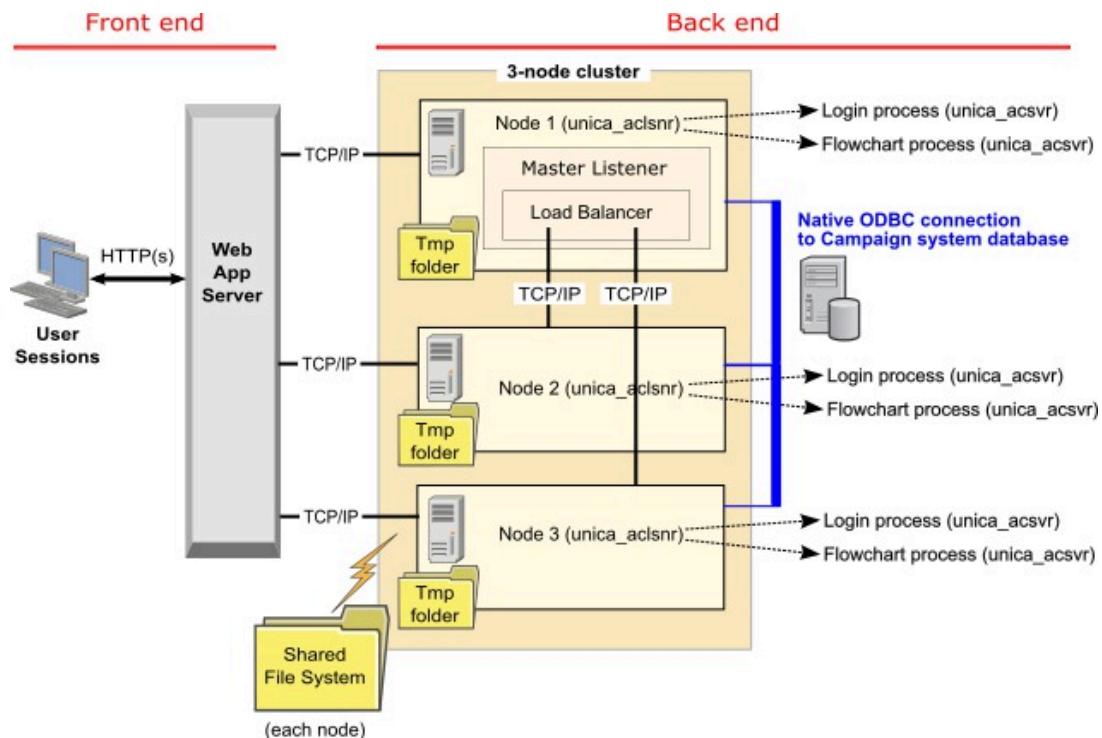 Front end
Back end
3-node cluster
Node 1 (unica_aclsnr)
Login process (unica_acsvr)
Flowchart process (unica_acsvr)
TCP/IP
Master Listener
Load Balancer
Tmp
folder
Native ODBC connection
to Campaign system database
HTTP(s)
Web
App
Server
User
Sessions
TCP/IP
TCP/IP
TCP/IP
Node 2 (unica_aclsnr)
Login process (unica_acsvr)
Flowchart process (unica_acsvr)
Tmp
folder
TCP/IP
Node 3 (unica_aclsnr)
Login process (unica_acsvr)
Flowchart process (unica_acsvr)
Tmp
folder
Shared
File System
(each node)